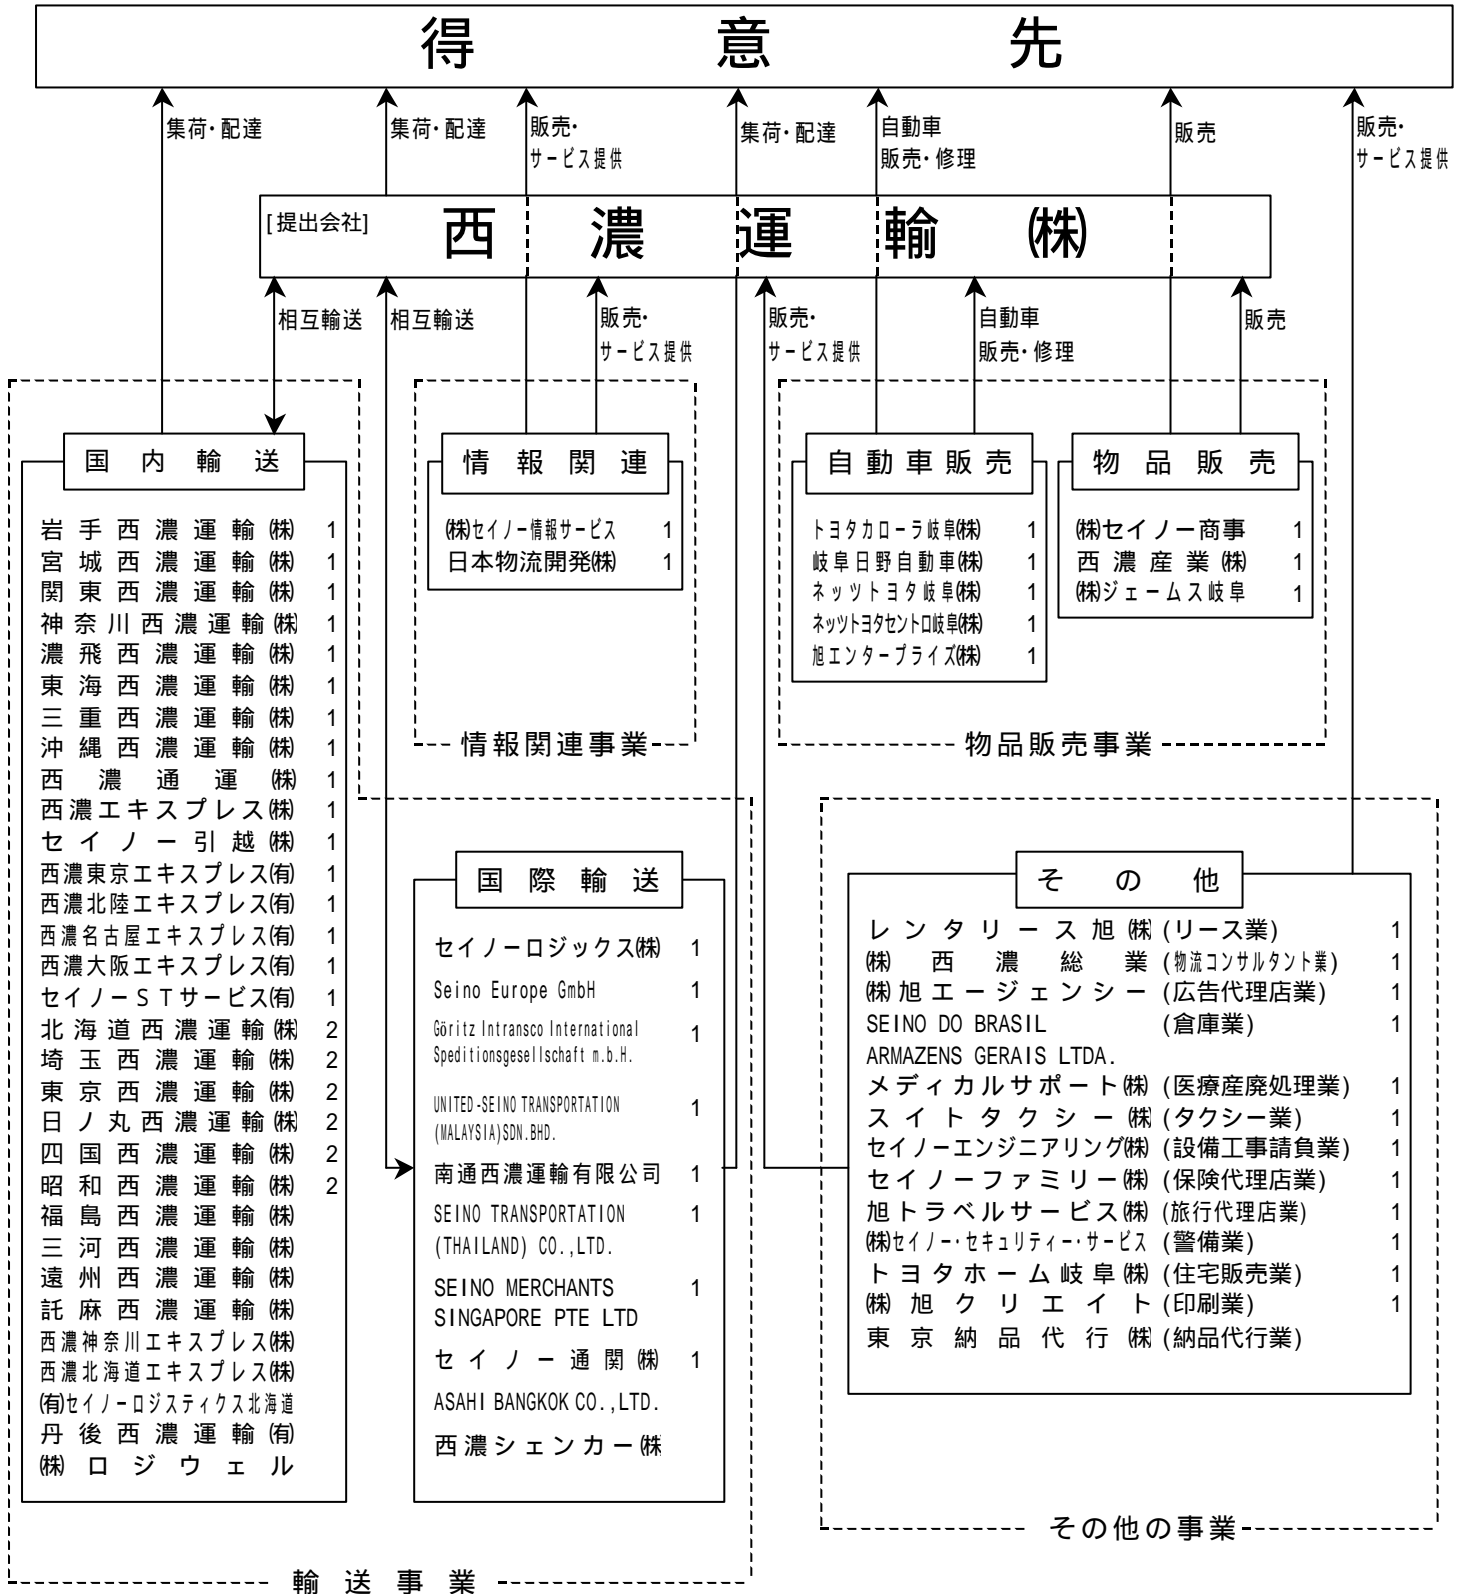 得意先
集荷・配達
集荷・配達
販売・
サービス提供
集荷・配達
自動車
販売・修理
販売
販売・
サービス提供
[提出会社]
西濃運輸㈱
相互輸送
相互輸送
販売・
サービス提供
販売・
サービス提供
自動車
販売・修理
販売
国内輸送
岩手西濃運輸㈱ 1
宮城西濃運輸㈱ 1
関東西濃運輸㈱ 1
神奈川西濃運輸㈱ 1
濃飛西濃運輸㈱ 1
東海西濃運輸㈱ 1
三重西濃運輸㈱ 1
沖縄西濃運輸㈱ 1
西濃通運㈱ 1
西濃エキスプレス㈱ 1
セイノー引越㈱ 1
西濃東京エキスプレス㈲ 1
西濃北陸エキスプレス㈲ 1
西濃名古屋エキスプレス㈲ 1
西濃大阪エキスプレス㈲ 1
セイノーSTサービス㈲ 1
北海道西濃運輸㈱ 2
埼玉西濃運輸㈱ 2
東京西濃運輸㈱ 2
日ノ丸西濃運輸㈱ 2
四国西濃運輸㈱ 2
昭和西濃運輸㈱ 2
福島西濃運輸㈱
三河西濃運輸㈱
遠州西濃運輸㈱
託麻西濃運輸㈱
西濃神奈川エキスプレス㈱
西濃北海道エキスプレス㈱
㈲セイノーロジスティクス北海道
丹後西濃運輸㈲
㈱ロジウェル
情報関連
㈱セイノー情報サービス 1
日本物流開発㈱ 1
情報関連事業
自動車販売
トヨタカローラ岐阜㈱ 1
岐阜日野自動車㈱ 1
ネッツトヨタ岐阜㈱ 1
ネッツトヨタセントロ岐阜㈱ 1
旭エンタープライズ㈱ 1
物品販売
㈱セイノー商事 1
西濃産業㈱ 1
㈱ジェームス岐阜 1
物品販売事業
国際輸送
セイノーロジックス㈱ 1
Seino Europe GmbH 1
Göritz Intransco International 1
Speditionsgesellschaft m.b.H.
UNITED-SEINO TRANSPORTATION 1
(MALAYSIA)SDN.BHD.
南通西濃運輸有限公司 1
SEINO TRANSPORTATION 1
(THAILAND) CO.,LTD.
SEINO MERCHANTS 1
SINGAPORE PTE LTD
セイノー通関㈱ 1
ASAHI BANGKOK CO.,LTD.
西濃シェンカー㈱
輸送事業
その他
レンタリース旭㈱ (リース業) 1
㈱西濃総業 (物流コンサルタント業) 1
㈱旭エージェンシー (広告代理店業) 1
SEINO DO BRASIL (倉庫業) 1
ARMAZENS GERAIS LTDA.
メディカルサポート㈱ (医療産廃処理業) 1
スイトタクシー㈱ (タクシー業) 1
セイノーエンジニアリング㈱ (設備工事請負業) 1
セイノーファミリー㈱ (保険代理店業) 1
旭トラベルサービス㈱ (旅行代理店業) 1
㈱セイノー・セキュリティー・サービス (警備業) 1
トヨタホーム岐阜㈱ (住宅販売業) 1
㈱旭クリエイト (印刷業) 1
東京納品代行㈱ (納品代行業)
その他の事業